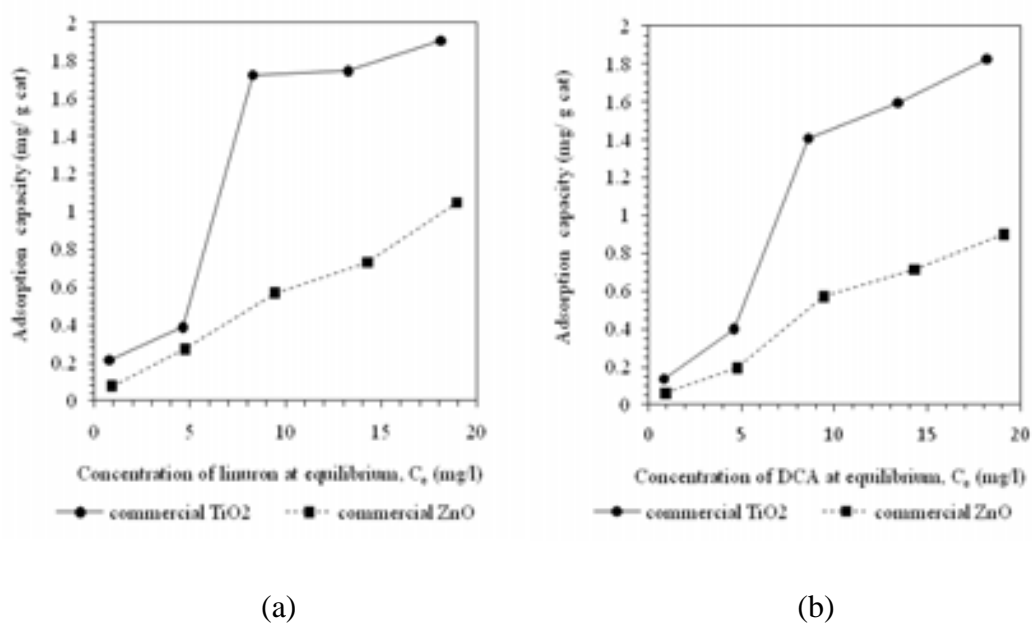 2
1.8
1.6
1.4
1.2
1
0.8
0.6
0.4
0.2
0
Adsorption capacity (mg/ g cat)
0 5 10 15 20
Concentration of linuron at equilibrium, Cₑ (mg/l)
commercial TiO2 commercial ZnO
(a)
2
1.8
1.6
1.4
1.2
1
0.8
0.6
0.4
0.2
0
Adsorption capacity (mg/ g cat)
0 5 10 15 20
Concentration of DCA at equilibrium, Cₑ (mg/l)
commercial TiO2 commercial ZnO
(b)